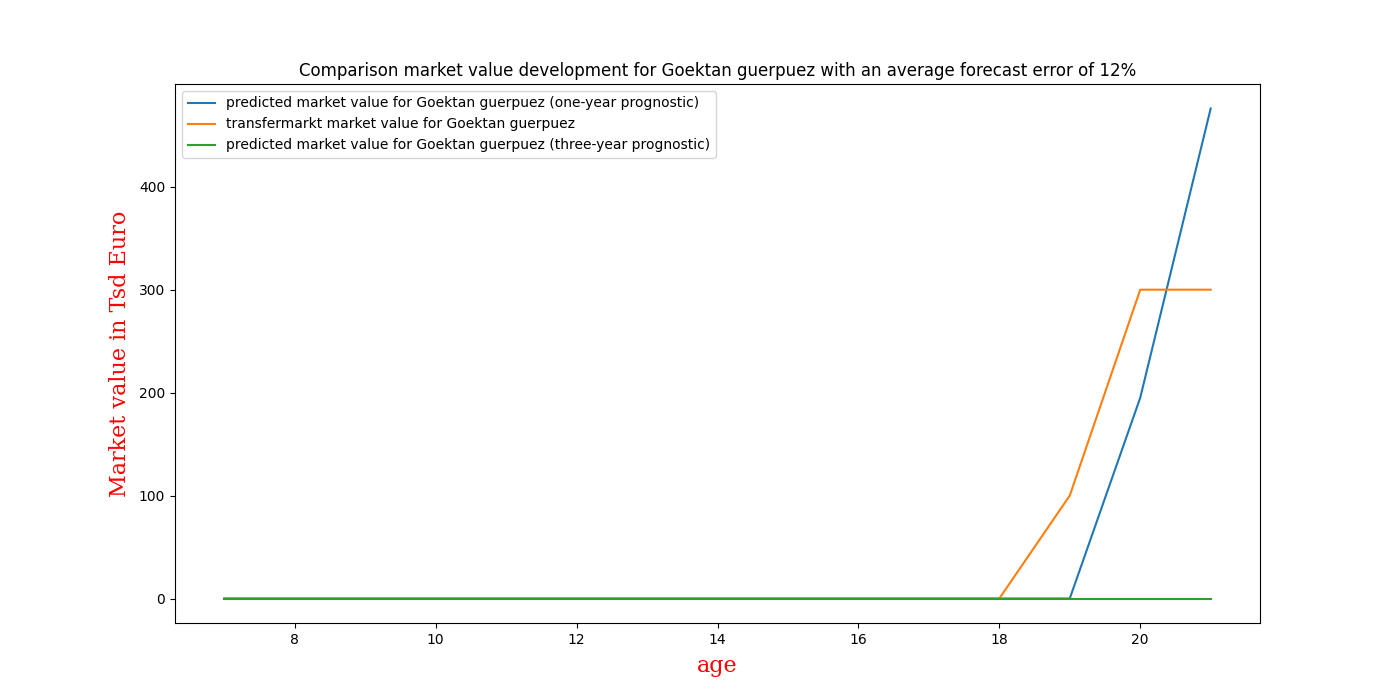 Comparison market value development for Goektan guerpuez with an average forecast error of 12%
predicted market value for Goektan guerpuez (one-year prognostic)
transfermarkt market value for Goektan guerpuez
predicted market value for Goektan guerpuez (three-year prognostic)
Market value in Tsd Euro
400
300
200
100
0
8 10 12 14 16 18 20
age